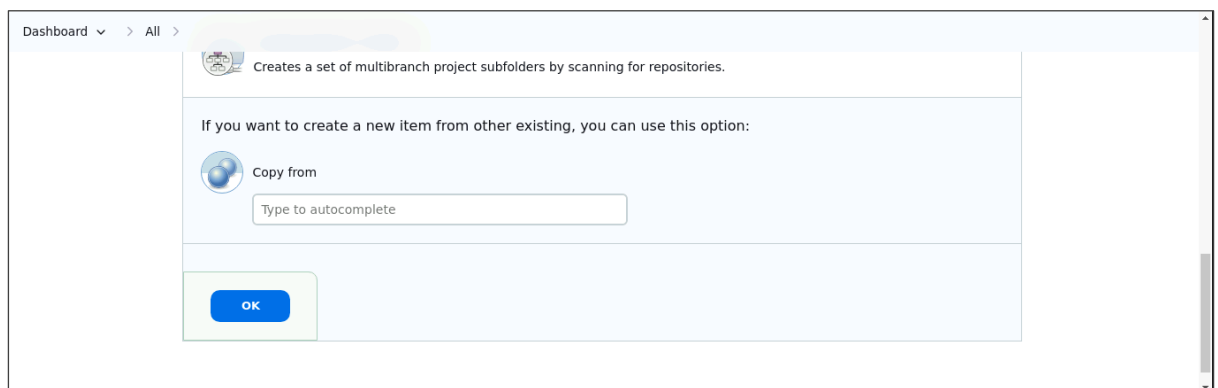 Dashboard All
Creates a set of multibranch project subfolders by scanning for repositories.
If you want to create a new item from other existing, you can use this option:
Copy from
Type to autocomplete
OK